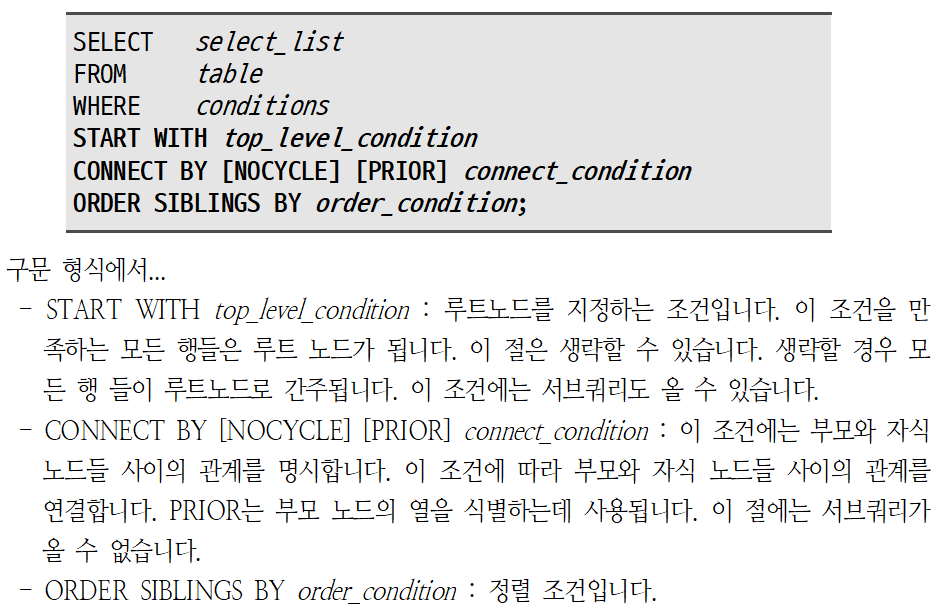 SELECT select_list
FROM table
WHERE conditions
START WITH top_level_condition
CONNECT BY [NOCYCLE] [PRIOR] connect_condition
ORDER SIBLINGS BY order_condition;
구문 형식에서...
- START WITH top_level_condition : 루트노드를 지정하는 조건입니다. 이 조건을 만
족하는 모든 행들은 루트 노드가 됩니다. 이 절은 생략할 수 있습니다. 생략할 경우 모
든 행 들이 루트노드로 간주됩니다. 이 조건에는 서브쿼리도 올 수 있습니다.
- CONNECT BY [NOCYCLE] [PRIOR] connect_condition : 이 조건에는 부모와 자식
노드들 사이의 관계를 명시합니다. 이 조건에 따라 부모와 자식 노드들 사이의 관계를
연결합니다. PRIOR는 부모 노드의 열을 식별하는데 사용됩니다. 이 절에는 서브쿼리가
올 수 없습니다.
- ORDER SIBLINGS BY order_condition : 정렬 조건입니다.